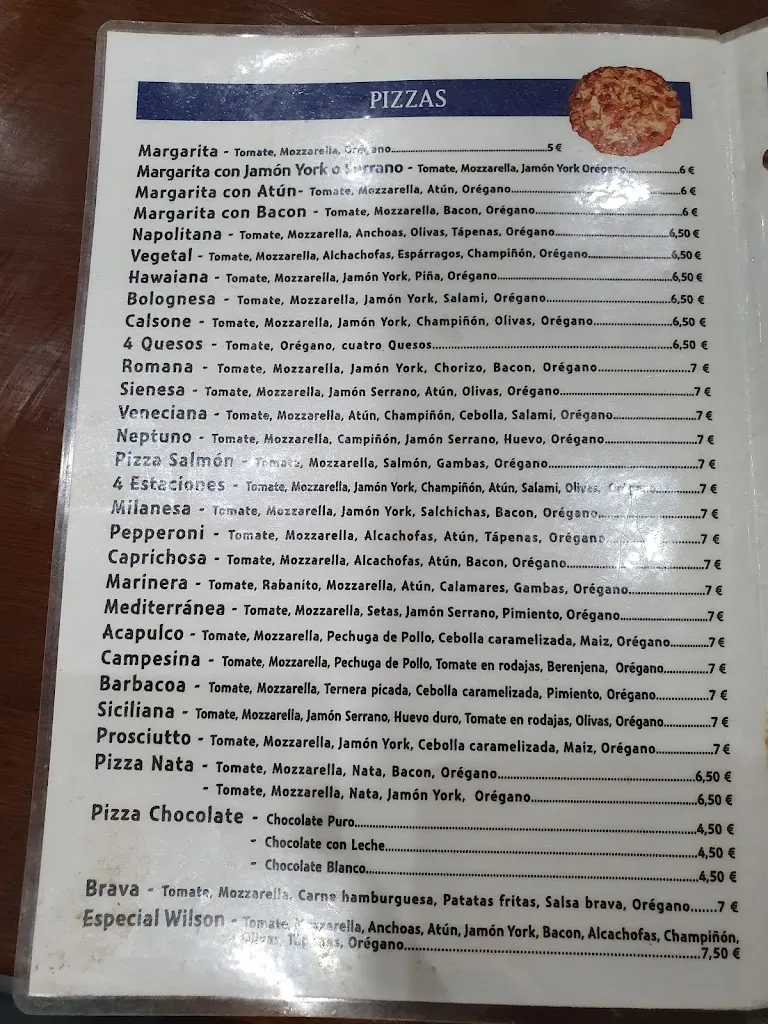 PIZZAS
Margarita - Tomate, Mozzarella, Orégano 5 €
Margarita con Jamón York o Serrano - Tomate, Mozzarella, Jamón York Orégano 6 €
Margarita con Atún- Tomate, Mozzarella, Atún, Orégano 6 €
Margarita con Bacon - Tomate, Mozzarella, Bacon, Orégano 6 €
Napolitana - Tomate, Mozzarella, Anchoas, Olivas, Tápenas, Orégano 6,50 €
Vegetal - Tomate, Mozzarella, Alchachofas, Espárragos, Champiñón, Orégano 6,50 €
Hawaiana - Tomate, Mozzarella, Jamón York, Piña, Orégano 6,50 €
Bolognesa - Tomate, Mozzarella, Jamón York, Salami, Orégano 6,50 €
Calsone - Tomate, Mozzarella, Jamón York, Champiñón, Olivas, Orégano 6,50 €
4 Quesos - Tomate, Orégano, cuatro Quesos 6,50 €
Romana - Tomate, Mozzarella, Jamón York, Chorizo, Bacon, Orégano 7 €
Sienesa - Tomate, Mozzarella, Jamón Serrano, Atún, Olivas, Orégano 7 €
Veneciana - Tomate, Mozzarella, Atún, Champiñón, Cebolla, Salami, Orégano 7 €
Neptuno - Tomate, Mozzarella, Campiñón, Jamón Serrano, Huevo, Orégano 7 €
Pizza Salmón - Tomate, Mozzarella, Salmón, Gambas, Orégano 7 €
4 Estaciones - Tomate, Mozzarella, Jamón York, Champiñón, Atún, Salami, Olivas, Orégano 7 €
Milanesa - Tomate, Mozzarella, Jamón York, Salchichas, Bacon, Orégano 7 €
Pepperoni - Tomate, Mozzarella, Alcachofas, Atún, Tápenas, Orégano 7 €
Caprichosa - Tomate, Mozzarella, Alcachofas, Atún, Bacon, Orégano 7 €
Marinera - Tomate, Rabanito, Mozzarella, Atún, Calamares, Gambas, Orégano 7 €
Mediterránea - Tomate, Mozzarella, Setas, Jamón Serrano, Pimiento, Orégano 7 €
Acapulco - Tomate, Mozzarella, Pechuga de Pollo, Cebolla caramelizada, Maiz, Orégano 7 €
Campesina - Tomate, Mozzarella, Pechuga de Pollo, Tomate en rodajas, Berenjena, Orégano 7 €
Barbacoa - Tomate, Mozzarella, Ternera picada, Cebolla caramelizada, Pimiento, Orégano 7 €
Siciliana - Tomate, Mozzarella, Jamón Serrano, Huevo duro, Tomate en rodajas, Olivas, Orégano 7 €
Prosciutto - Tomate, Mozzarella, Jamón York, Cebolla caramelizada, Maiz, Orégano 7 €
Pizza Nata - Tomate, Mozzarella, Nata, Bacon, Orégano 6,50 €
- Tomate, Mozzarella, Nata, Jamón York, Orégano 6,50 €
Pizza Chocolate - Chocolate Puro 4,50 €
- Chocolate con Leche 4,50 €
- Chocolate Blanco 4,50 €
Brava - Tomate, Mozzarella, Carne hamburguesa, Patatas fritas, Salsa brava, Orégano 7 €
Especial Wilson - Tomate, Mozzarella, Anchoas, Atún, Jamón York, Bacon, Alcachofas, Champiñón,
Olivas, Tápenas, Orégano 7,50 €